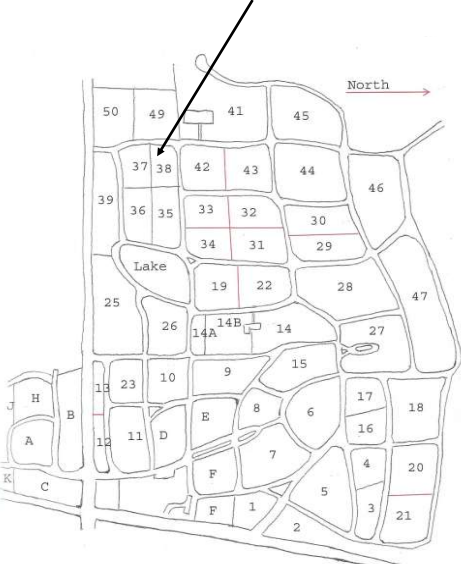 North
50 49 41 45
37 38 42 43 44 46
39 36 35 33 32 30
34 31 29
Lake 19 22 28 47
25 26 14A 14B 14 27
13 23 10 9 15
H B 17 18
J E 8 6
A 12 11 D 16
7 4 20
K C F 5
F 1 3 21
2